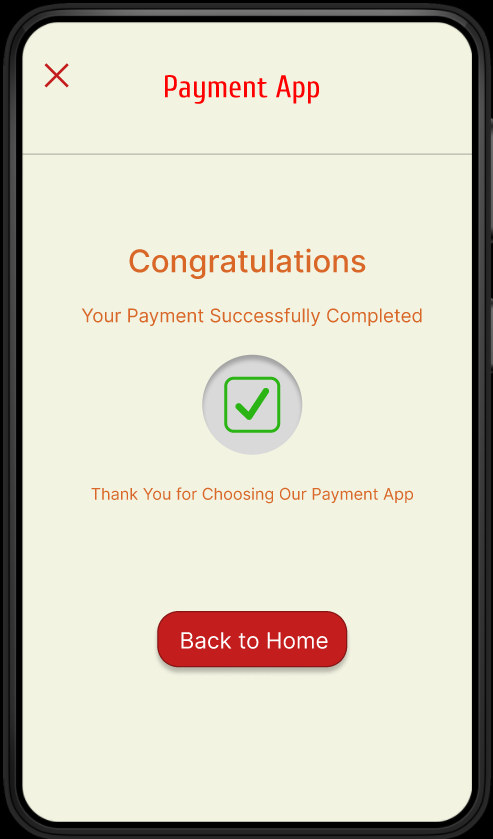 Payment App
Congratulations
Your Payment Successfully Completed
Thank You for Choosing Our Payment App
Back to Home